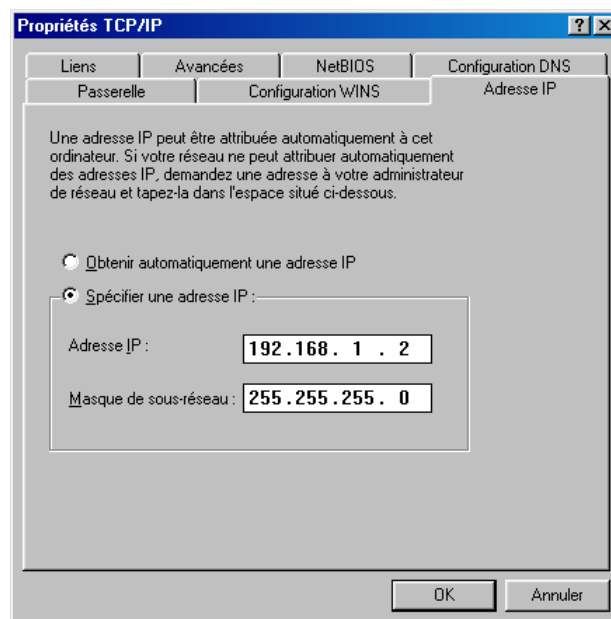 Propriétés TCP/IP
Liens Avancées NetBIOS Configuration DNS
Passerelle Configuration WINS Adresse IP
Une adresse IP peut être attribuée automatiquement à cet
ordinateur. Si votre réseau ne peut attribuer automatiquement
des adresses IP, demandez une adresse à votre administrateur
de réseau et tapez-la dans l'espace situé ci-dessous.
Obtenir automatiquement une adresse IP
Spécifier une adresse IP :
Adresse IP : 192.168. 1 . 2
Masque de sous-réseau : 255.255.255. 0
OK Annuler